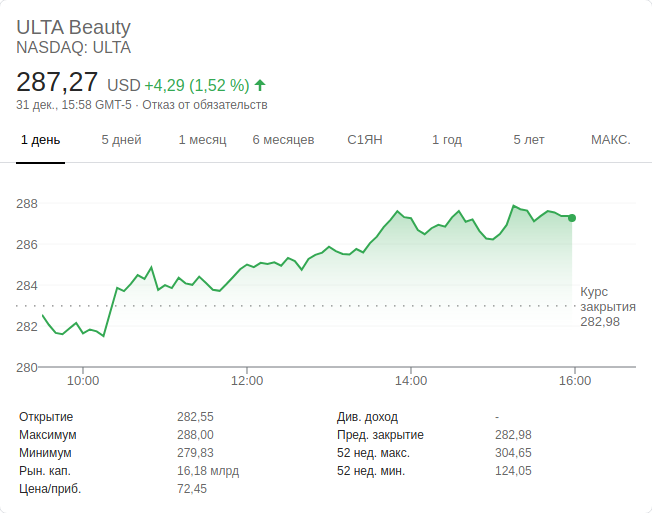 ULTA Beauty
NASDAQ: ULTA
287,27 USD +4,29 (1,52 %)
31 дек., 15:58 GMT-5 · Отказ от обязательств
1 день 5 дней 1 месяц 6 месяцев С1ЯН 1 год 5 лет МАКС.
288
286
284
282
280
Курс
закрытия
282,98
10:00 12:00 14:00 16:00
Открытие 282,55 Див. доход -
Максимум 288,00 Пред. закрытие 282,98
Минимум 279,83 52 нед. макс. 304,65
Рын. кап. 16,18 млрд 52 нед. мин. 124,05
Цена/приб. 72,45